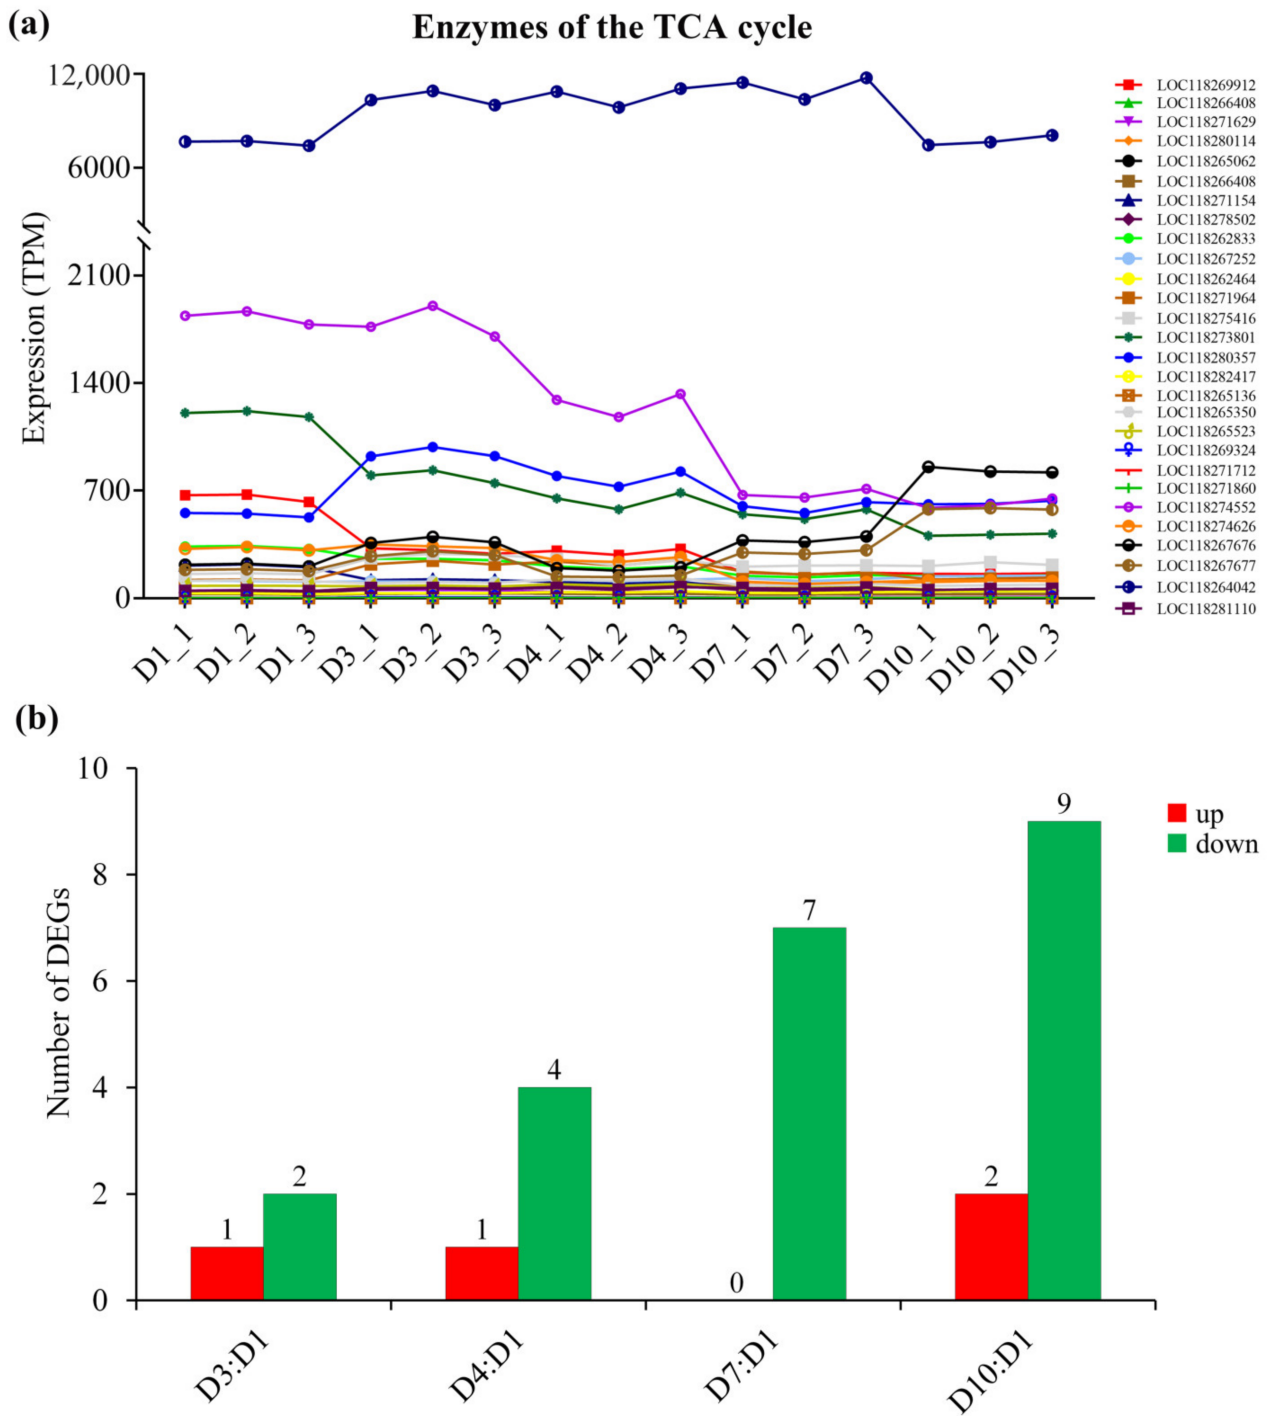 (a)
Enzymes of the TCA cycle
12,000
6000
2100
1400
700
0
Expression (TPM)
LOC118269912
LOC118266408
LOC118271629
LOC118280114
LOC118265062
LOC118266408
LOC118271154
LOC118278502
LOC118262833
LOC118267252
LOC118262464
LOC118271964
LOC118275416
LOC118273801
LOC118280357
LOC118282417
LOC118265136
LOC118265350
LOC118265523
LOC118269324
LOC118271712
LOC118271860
LOC118274552
LOC118274626
LOC118267676
LOC118267677
LOC118264042
LOC118281110
D1_1
D1_2
D1_3
D3_1
D3_2
D3_3
D4_1
D4_2
D4_3
D7_1
D7_2
D7_3
D10_1
D10_2
D10_3
(b)
10
8
6
4
2
0
Number of DEGs
1
2
1
4
0
7
2
9
up
down
D3:D1
D4:D1
D7:D1
D10:D1